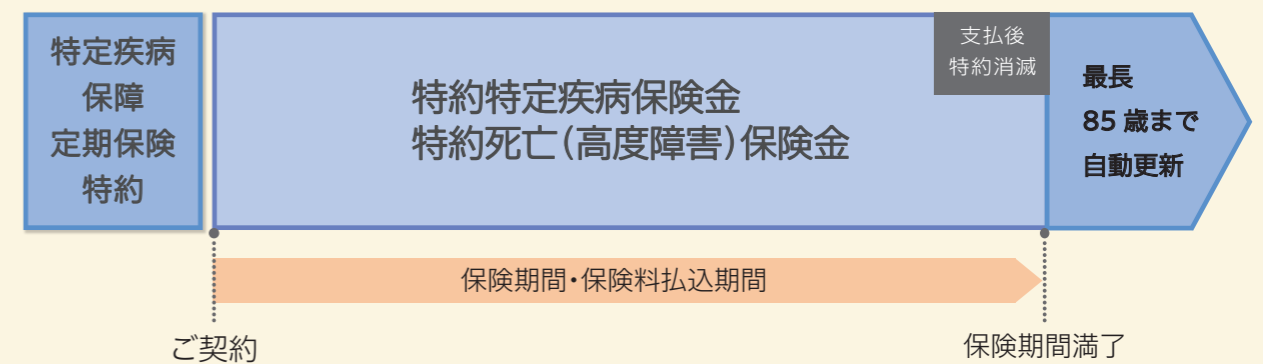 特定疾病
保障
定期保険
特約
特約特定疾病保険金
特約死亡(高度障害)保険金
支払後
特約消滅
最長
85歳まで
自動更新
保険期間・保険料払込期間
ご契約
保険期間満了